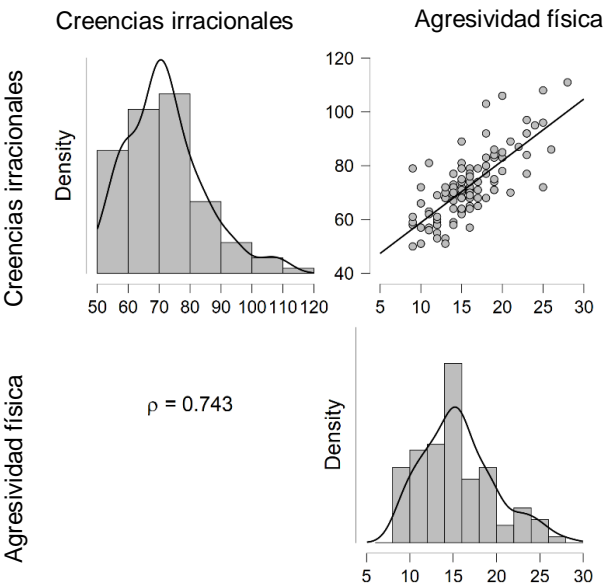 Creencias irracionales
Agresividad física
Creencias irracionales
Density
50 60 70 80 90 100 110 120
120
100
80
60
40
5 10 15 20 25 30
Agresividad física
ρ = 0.743
Density
5 10 15 20 25 30